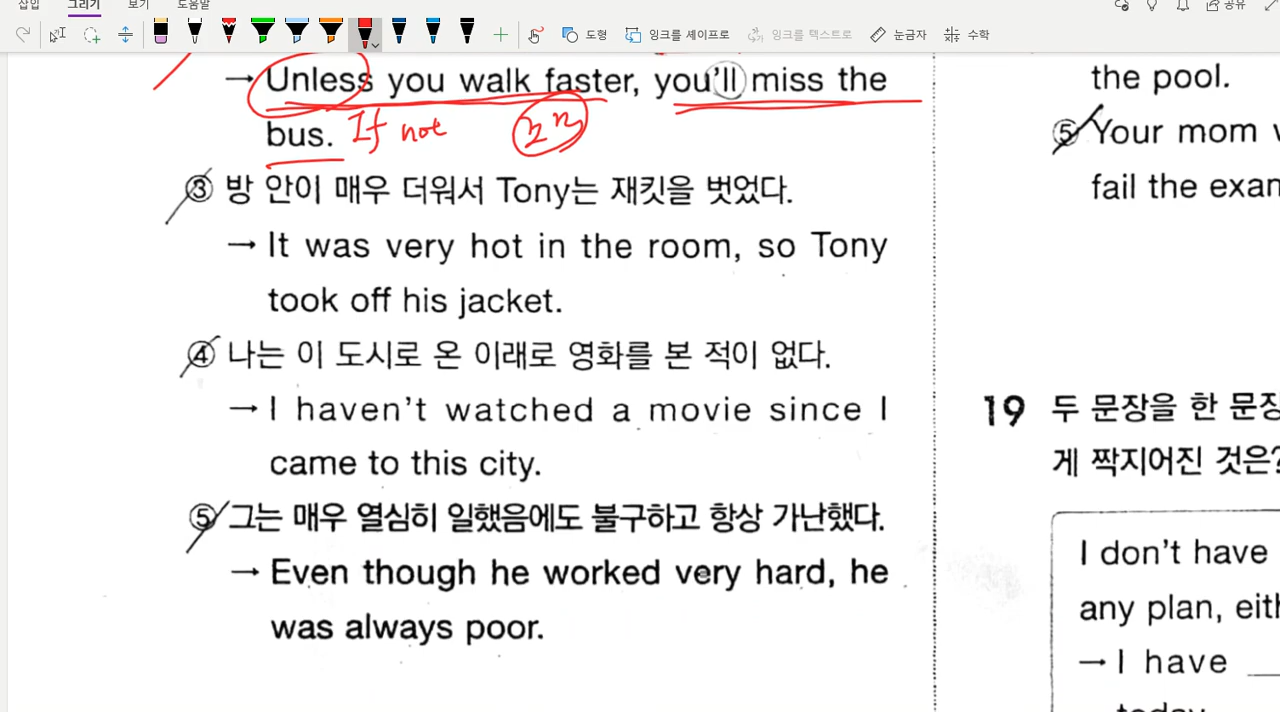 삽입 그리기 보기 도움말 공유
도형 잉크를 셰이프로 잉크를 텍스트로 눈금자 수학
→ Unless you walk faster, you'll miss the
bus. If not
③ 방 안이 매우 더워서 Tony는 재킷을 벗었다.
→ It was very hot in the room, so Tony
took off his jacket.
④ 나는 이 도시로 온 이래로 영화를 본 적이 없다.
→ I haven't watched a movie since I
came to this city.
⑤ 그는 매우 열심히 일했음에도 불구하고 항상 가난했다.
→ Even though he worked very hard, he
was always poor.
the pool.
⑤ Your mom
fail the exam
19 두 문장을 한 문장
게 짝지어진 것은?
I don't have
any plan, eith
→ I have
today